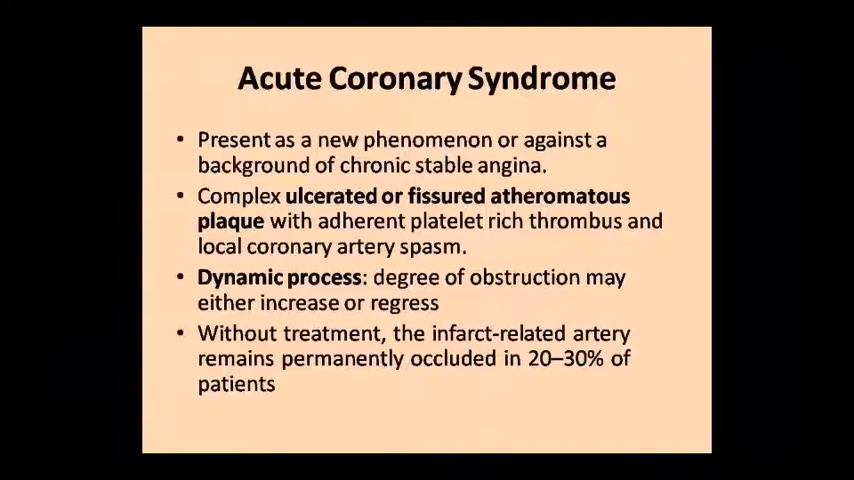 Acute Coronary Syndrome
• Present as a new phenomenon or against a
background of chronic stable angina.
• Complex ulcerated or fissured atheromatous
plaque with adherent platelet rich thrombus and
local coronary artery spasm.
• Dynamic process: degree of obstruction may
either increase or regress
• Without treatment, the infarct-related artery
remains permanently occluded in 20–30% of
patients